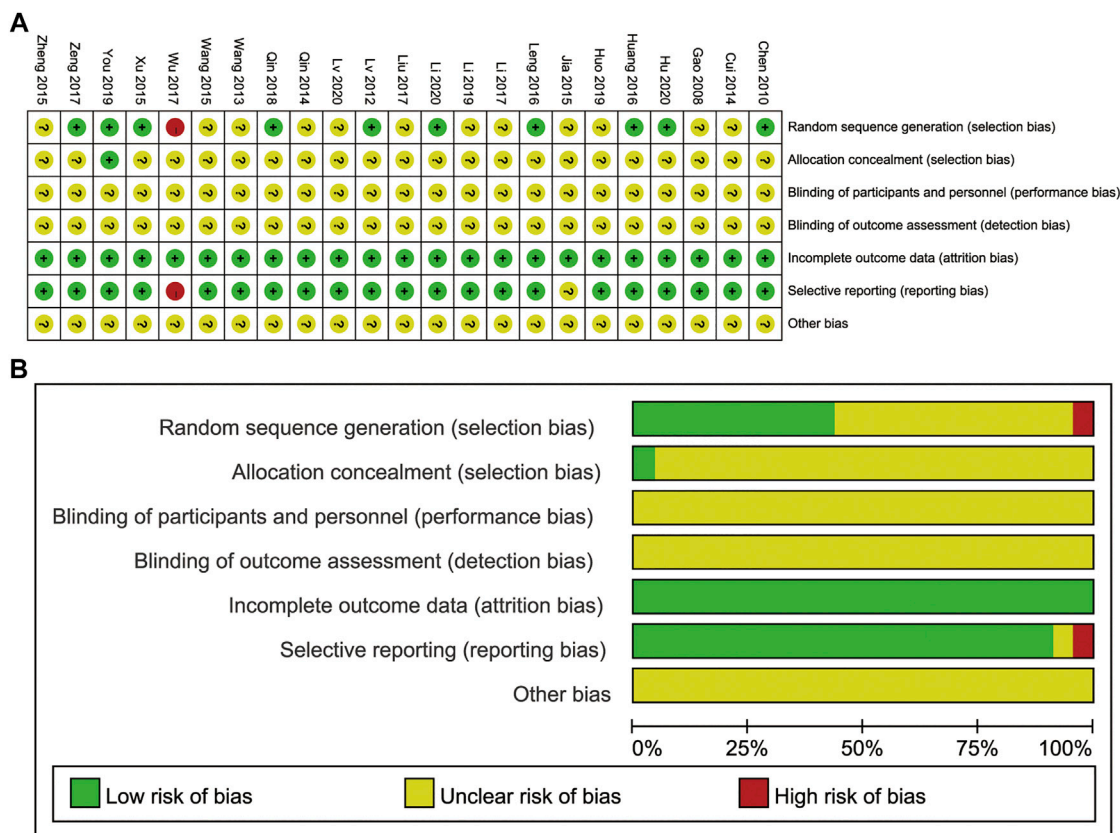 A
Zheng 2015
Zeng 2017
You 2019
Xu 2015
Wu 2017
Wang 2015
Wang 2013
Qin 2018
Qin 2014
Lv 2020
Lv 2012
Liu 2017
Li 2020
Li 2019
Li 2017
Leng 2016
Jia 2015
Huo 2019
Huang 2016
Hu 2020
Gao 2008
Cui 2014
Chen 2010
? + + + - ? ? + ? ? + ? + ? ? + ? ? + + ? ? + Random sequence generation (selection bias)
? ? + ? ? ? ? ? ? ? ? ? ? ? ? ? ? ? ? ? ? ? ? Allocation concealment (selection bias)
? ? ? ? ? ? ? ? ? ? ? ? ? ? ? ? ? ? ? ? ? ? ? Blinding of participants and personnel (performance bias)
? ? ? ? ? ? ? ? ? ? ? ? ? ? ? ? ? ? ? ? ? ? ? Blinding of outcome assessment (detection bias)
+ + + + + + + + + + + + + + + + + + + + + + + Incomplete outcome data (attrition bias)
+ + + + - + + + + + + + + + + + ? + + + + + + Selective reporting (reporting bias)
? ? ? ? ? ? ? ? ? ? ? ? ? ? ? ? ? ? ? ? ? ? ? Other bias
B
Random sequence generation (selection bias)
Allocation concealment (selection bias)
Blinding of participants and personnel (performance bias)
Blinding of outcome assessment (detection bias)
Incomplete outcome data (attrition bias)
Selective reporting (reporting bias)
Other bias
0% 25% 50% 75% 100%
Low risk of bias Unclear risk of bias High risk of bias